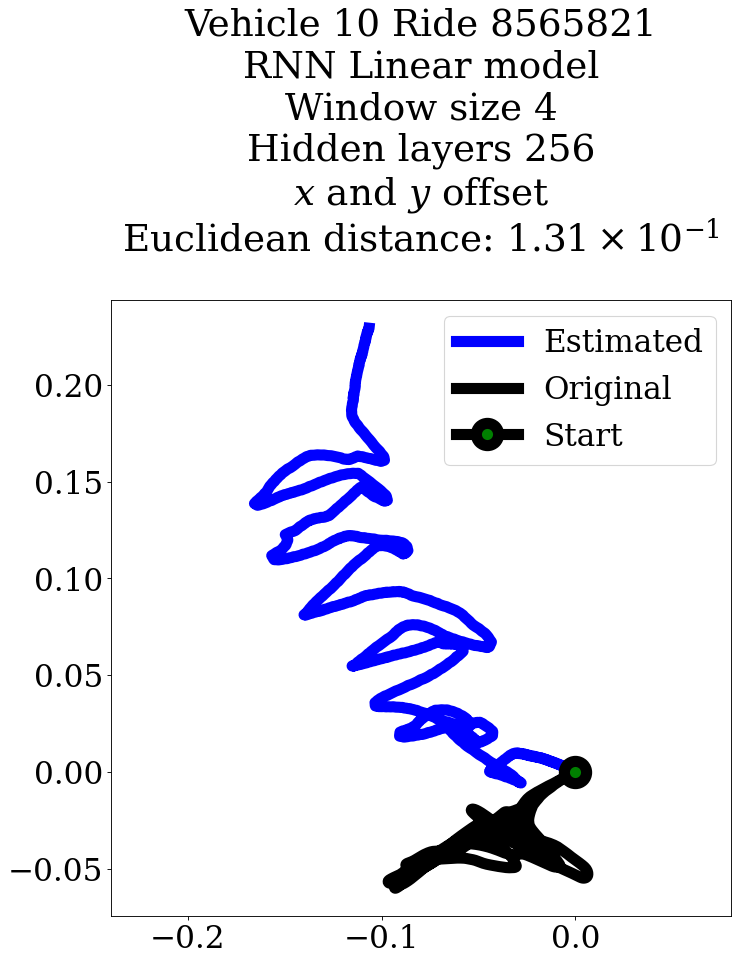 Vehicle 10 Ride 8565821
RNN Linear model
Window size 4
Hidden layers 256
x and y offset
Euclidean distance: 1.31 × 10⁻¹
Estimated
Original
Start
0.20
0.15
0.10
0.05
0.00
−0.05
−0.2
−0.1
0.0